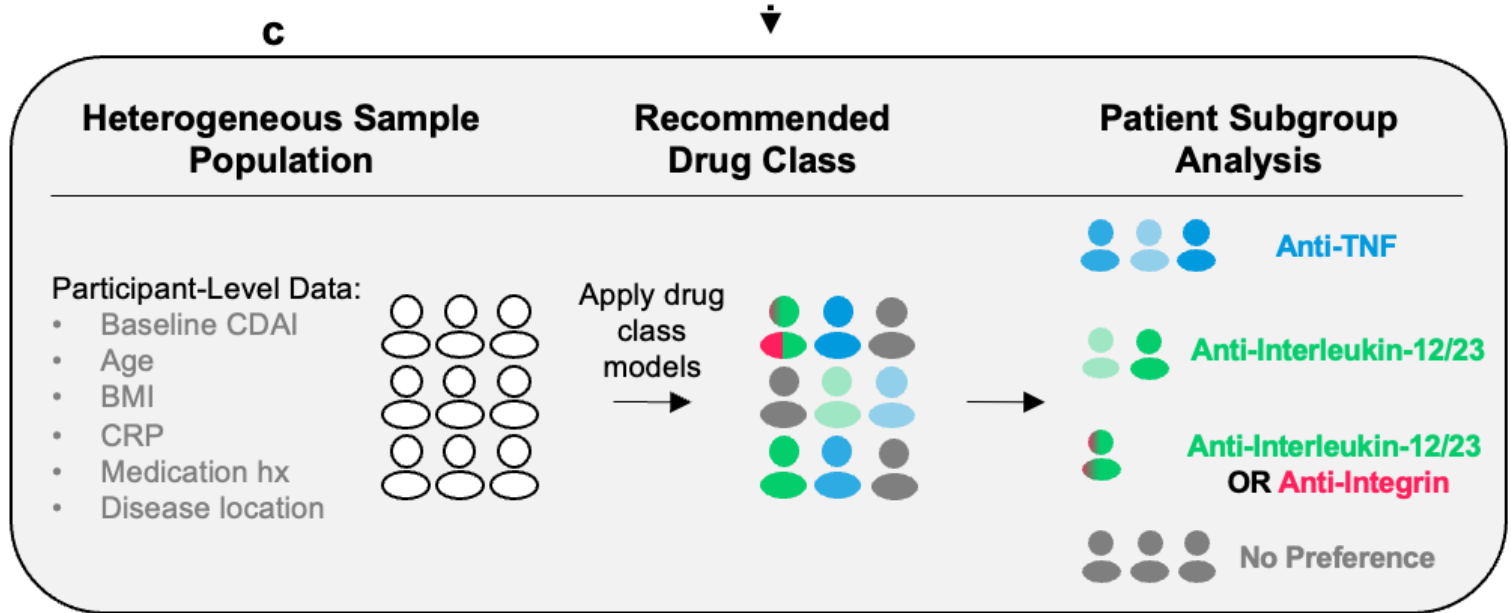 c
Heterogeneous Sample
Population
Recommended
Drug Class
Patient Subgroup
Analysis
Participant-Level Data:
• Baseline CDAI
• Age
• BMI
• CRP
• Medication hx
• Disease location
Apply drug
class
models
Anti-TNF
Anti-Interleukin-12/23
Anti-Interleukin-12/23
OR Anti-Integrin
No Preference